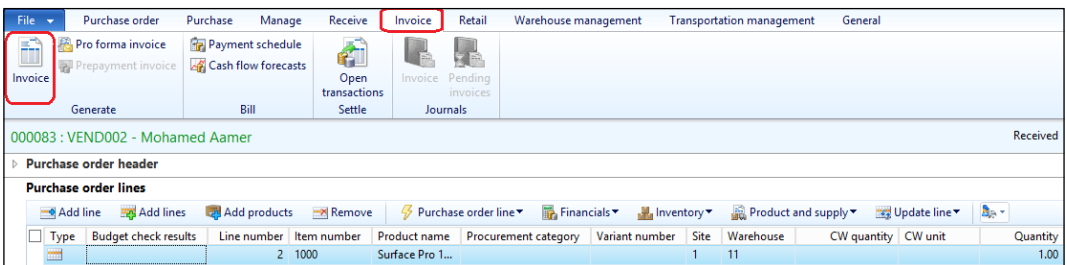 File Purchase order Purchase Manage Receive Invoice Retail Warehouse management Transportation management General
Invoice
Pro forma invoice
Prepayment invoice
Generate
Payment schedule
Cash flow forecasts
Bill
Open transactions
Settle
Invoice
Pending invoices
Journals
000083 : VEND002 - Mohamed Aamer Received
Purchase order header
Purchase order lines
Add line Add lines Add products Remove Purchase order line Financials Inventory Product and supply Update line
Type Budget check results Line number Item number Product name Procurement category Variant number Site Warehouse CW quantity CW unit Quantity
2 1000 Surface Pro 1... 1 11 1.00